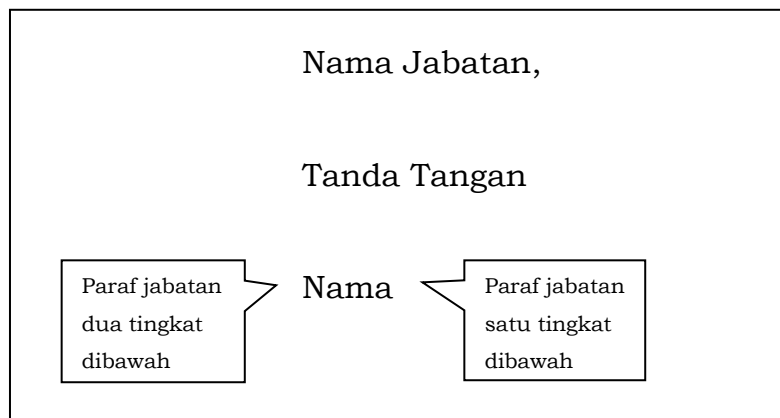 Nama Jabatan,
Tanda Tangan
Paraf jabatan
dua tingkat
dibawah
Nama
Paraf jabatan
satu tingkat
dibawah